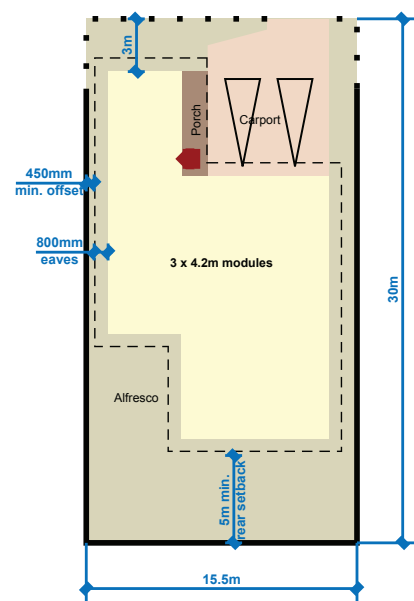 3m
Porch
Carport
450mm
min. offset
800mm
eaves
3 x 4.2m modules
30m
Alfresco
5m min.
rear setback
15.5m